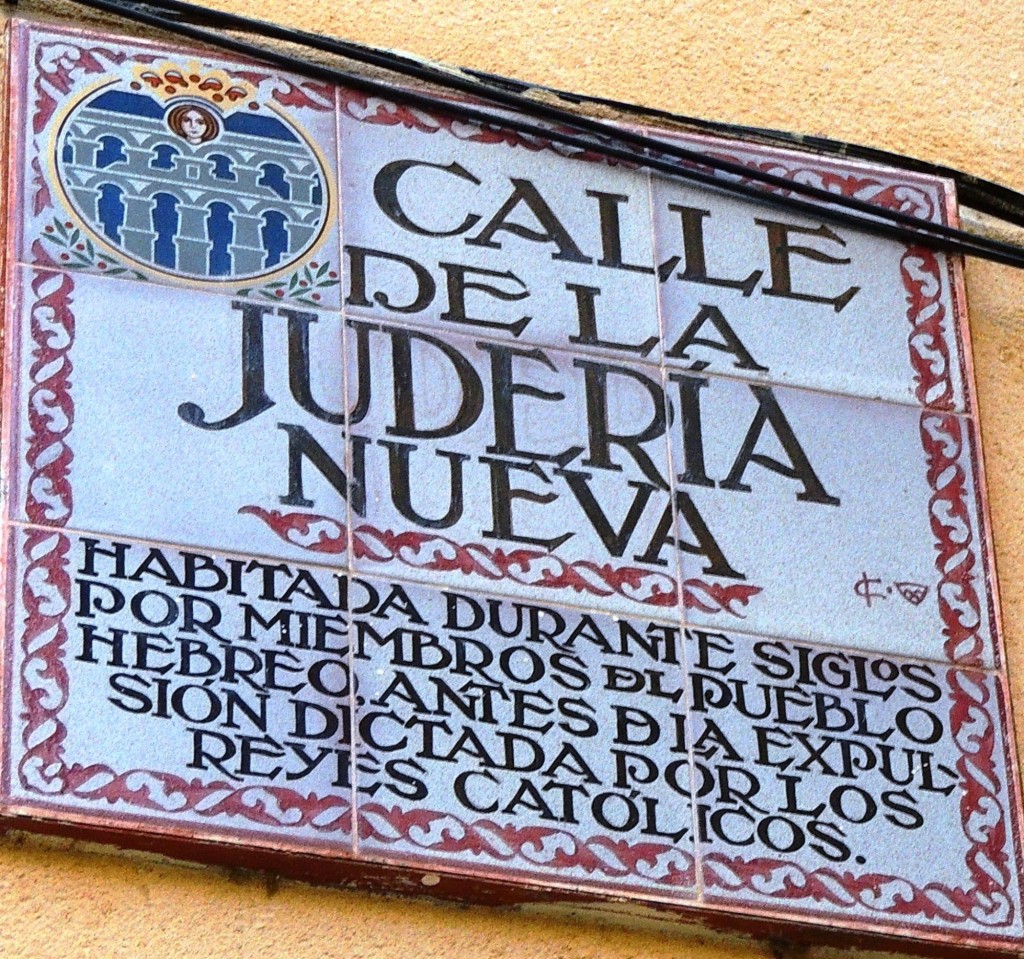 CALLE
DE LA
JUDERÍA
NUEVA
HABITADA DURANTE SIGLOS
POR MIEMBROS DEL PUEBLO
HEBREO, ANTES DE LA EXPUL-
SIÓN DICTADA POR LOS
REYES CATÓLICOS.